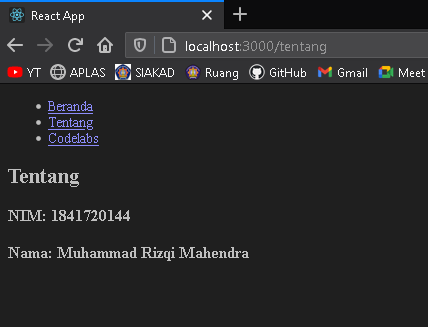 React App
localhost:3000/tentang
YT APLAS SIAKAD Ruang GitHub Gmail Meet
Beranda
Tentang
Codelabs
Tentang
NIM: 1841720144
Nama: Muhammad Rizqi Mahendra